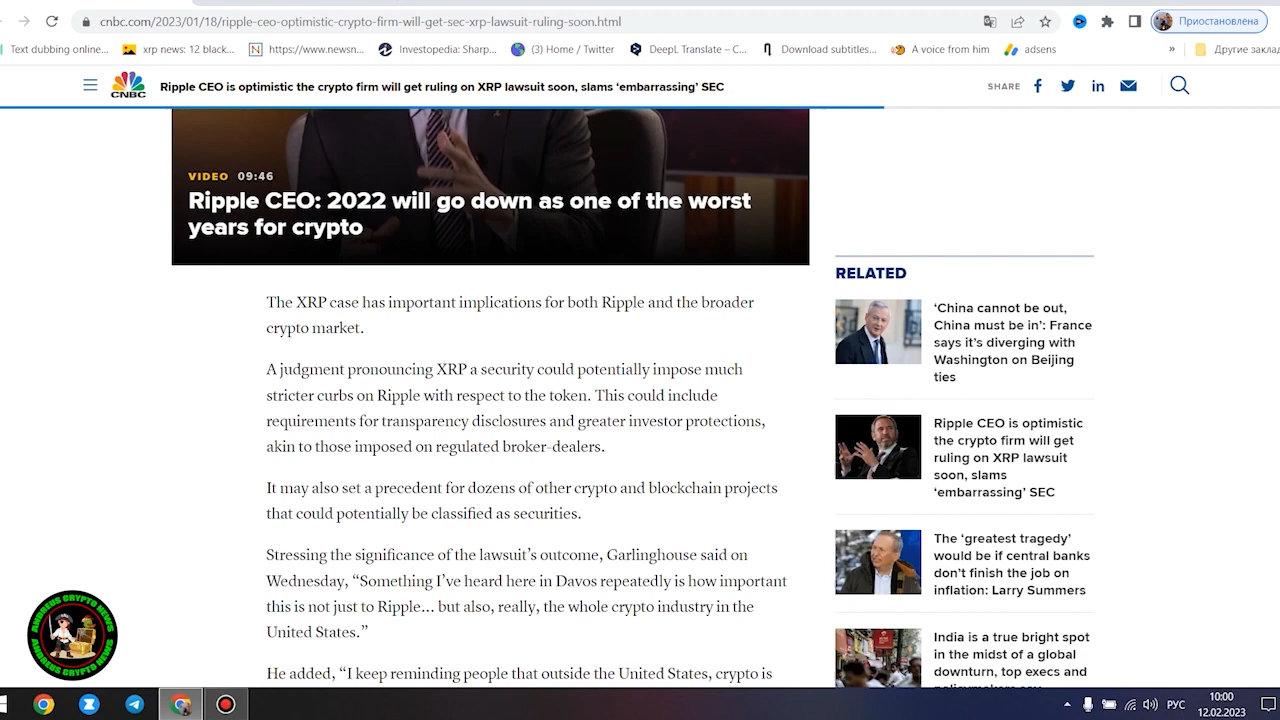 cnbc.com/2023/01/18/ripple-ceo-optimistic-crypto-firm-will-get-sec-xrp-lawsuit-ruling-soon.html
Приостановлена
Text dubbing online...
xrp news: 12 black...
https://www.newsn...
Investopedia: Sharp...
(3) Home / Twitter
DeepL Translate – C...
Download subtitles...
A voice from him
adsens
»
Другие заклад
CNBC
Ripple CEO is optimistic the crypto firm will get ruling on XRP lawsuit soon, slams ‘embarrassing’ SEC
SHARE
VIDEO 09:46
Ripple CEO: 2022 will go down as one of the worst
years for crypto
The XRP case has important implications for both Ripple and the broader
crypto market.
A judgment pronouncing XRP a security could potentially impose much
stricter curbs on Ripple with respect to the token. This could include
requirements for transparency disclosures and greater investor protections,
akin to those imposed on regulated broker-dealers.
It may also set a precedent for dozens of other crypto and blockchain projects
that could potentially be classified as securities.
Stressing the significance of the lawsuit’s outcome, Garlinghouse said on
Wednesday, “Something I’ve heard here in Davos repeatedly is how important
this is not just to Ripple… but also, really, the whole crypto industry in the
United States.”
He added, “I keep reminding people that outside the United States, crypto is
RELATED
‘China cannot be out,
China must be in’: France
says it’s diverging with
Washington on Beijing
ties
Ripple CEO is optimistic
the crypto firm will get
ruling on XRP lawsuit
soon, slams
‘embarrassing’ SEC
The ‘greatest tragedy’
would be if central banks
don’t finish the job on
inflation: Larry Summers
India is a true bright spot
in the midst of a global
downturn, top execs and
ANDREUS CRYPTO NEWS
ANDREUS CRYPTO NEWS
РУС
10:00
12.02.2023